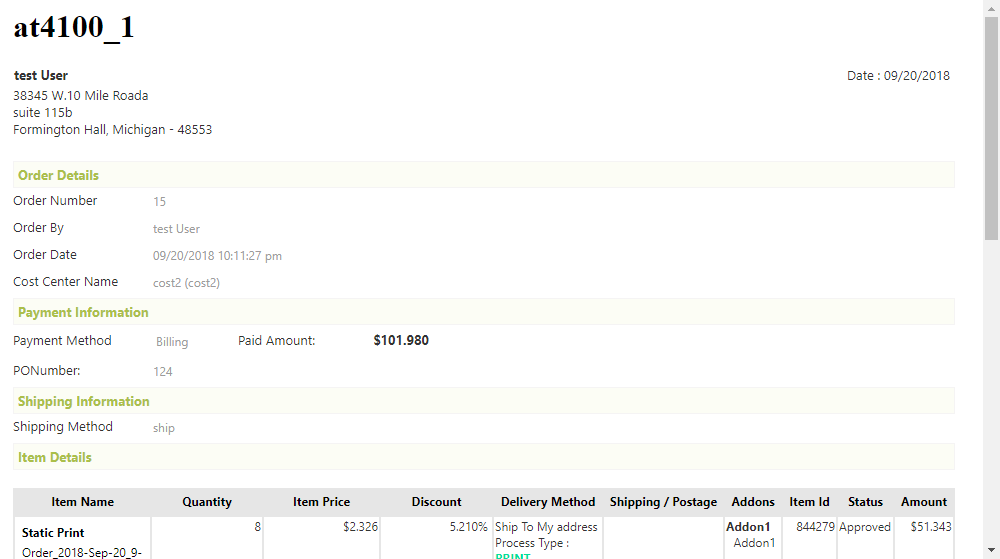 at4100_1
test User
Date : 09/20/2018
38345 W.10 Mile Roada
suite 115b
Formington Hall, Michigan - 48553
Order Details
Order Number 15
Order By test User
Order Date 09/20/2018 10:11:27 pm
Cost Center Name cost2 (cost2)
Payment Information
Payment Method Billing Paid Amount: $101.980
PONumber: 124
Shipping Information
Shipping Method ship
Item Details
Item Name Quantity Item Price Discount Delivery Method Shipping / Postage Addons Item Id Status Amount
Static Print 8 $2.326 5.210% Ship To My address Addon1 844279 Approved $51.343
Order_2018-Sep-20_9- Process Type : Addon1
PRINT